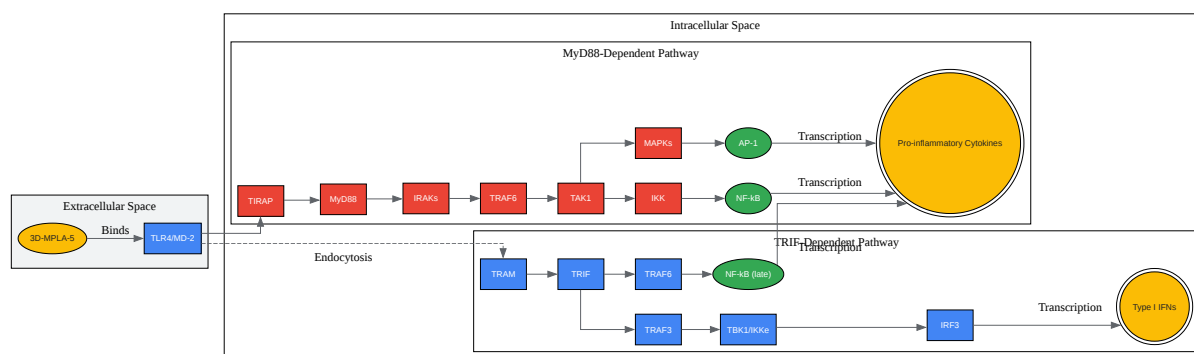 Intracellular Space
MyD88-Dependent Pathway
MAPKs
AP-1
Transcription
Pro-inflammatory Cytokines
TIRAP
MyD88
IRAKs
TRAF6
TAK1
IKK
NF-kB
Transcription
Extracellular Space
3D-MPLA-5
Binds
TLR4/MD-2
Endocytosis
TRIF-Dependent Pathway
Transcription
TRAM
TRIF
TRAF6
NF-kB (late)
TRAF3
TBK1/IKKe
IRF3
Transcription
Type I IFNs